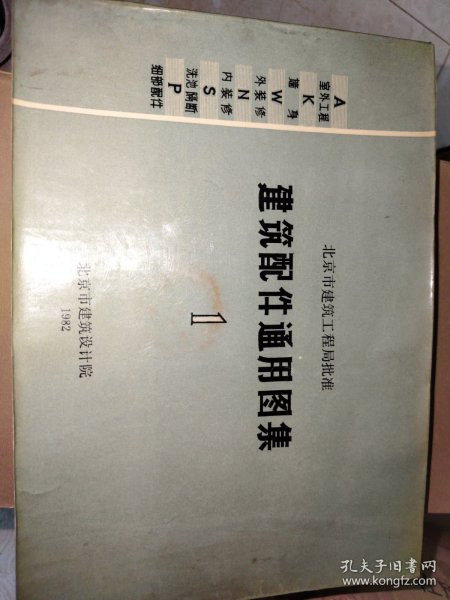 A
室外工程
K
墙 身
W
外装修
N
内装修
S
洗池隔断
P
细部配件
北京市建筑工程局批准
建筑配件通用图集
1
北京市建筑设计院
1982
孔夫子旧书网
www.kongfz.com